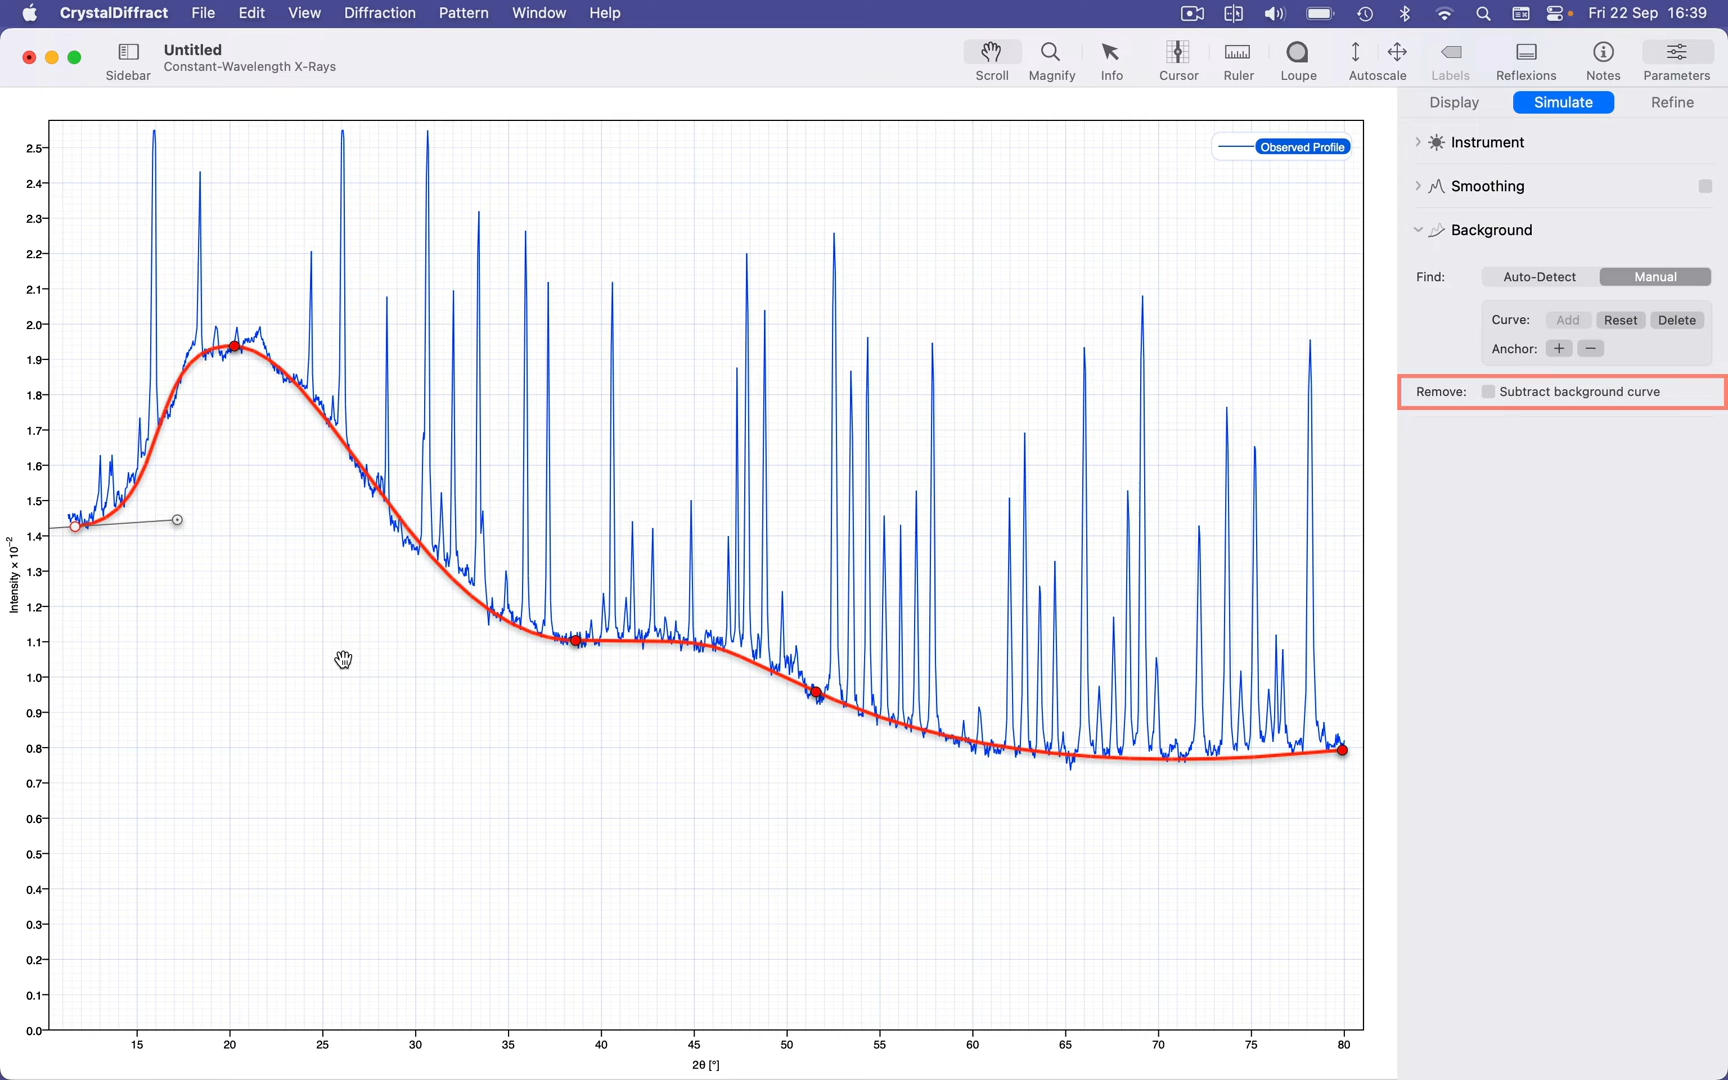 CrystalDiffract File Edit View Diffraction Pattern Window Help Fri 22 Sep 16:39
Untitled
Constant-Wavelength X-Rays
Sidebar
Scroll Magnify Info Cursor Ruler Loupe Autoscale Labels Reflexions Notes Parameters
Display Simulate Refine
Instrument
Smoothing
Background
Find: Auto-Detect Manual
Curve: Add Reset Delete
Anchor: + −
Remove: Subtract background curve
Observed Profile
2.5
2.4
2.3
2.2
2.1
2.0
1.9
1.8
1.7
1.6
1.5
1.4
1.3
1.2
1.1
1.0
0.9
0.8
0.7
0.6
0.5
0.4
0.3
0.2
0.1
0.0
Intensity × 10⁻²
15 20 25 30 35 40 45 50 55 60 65 70 75 80
2θ [°]